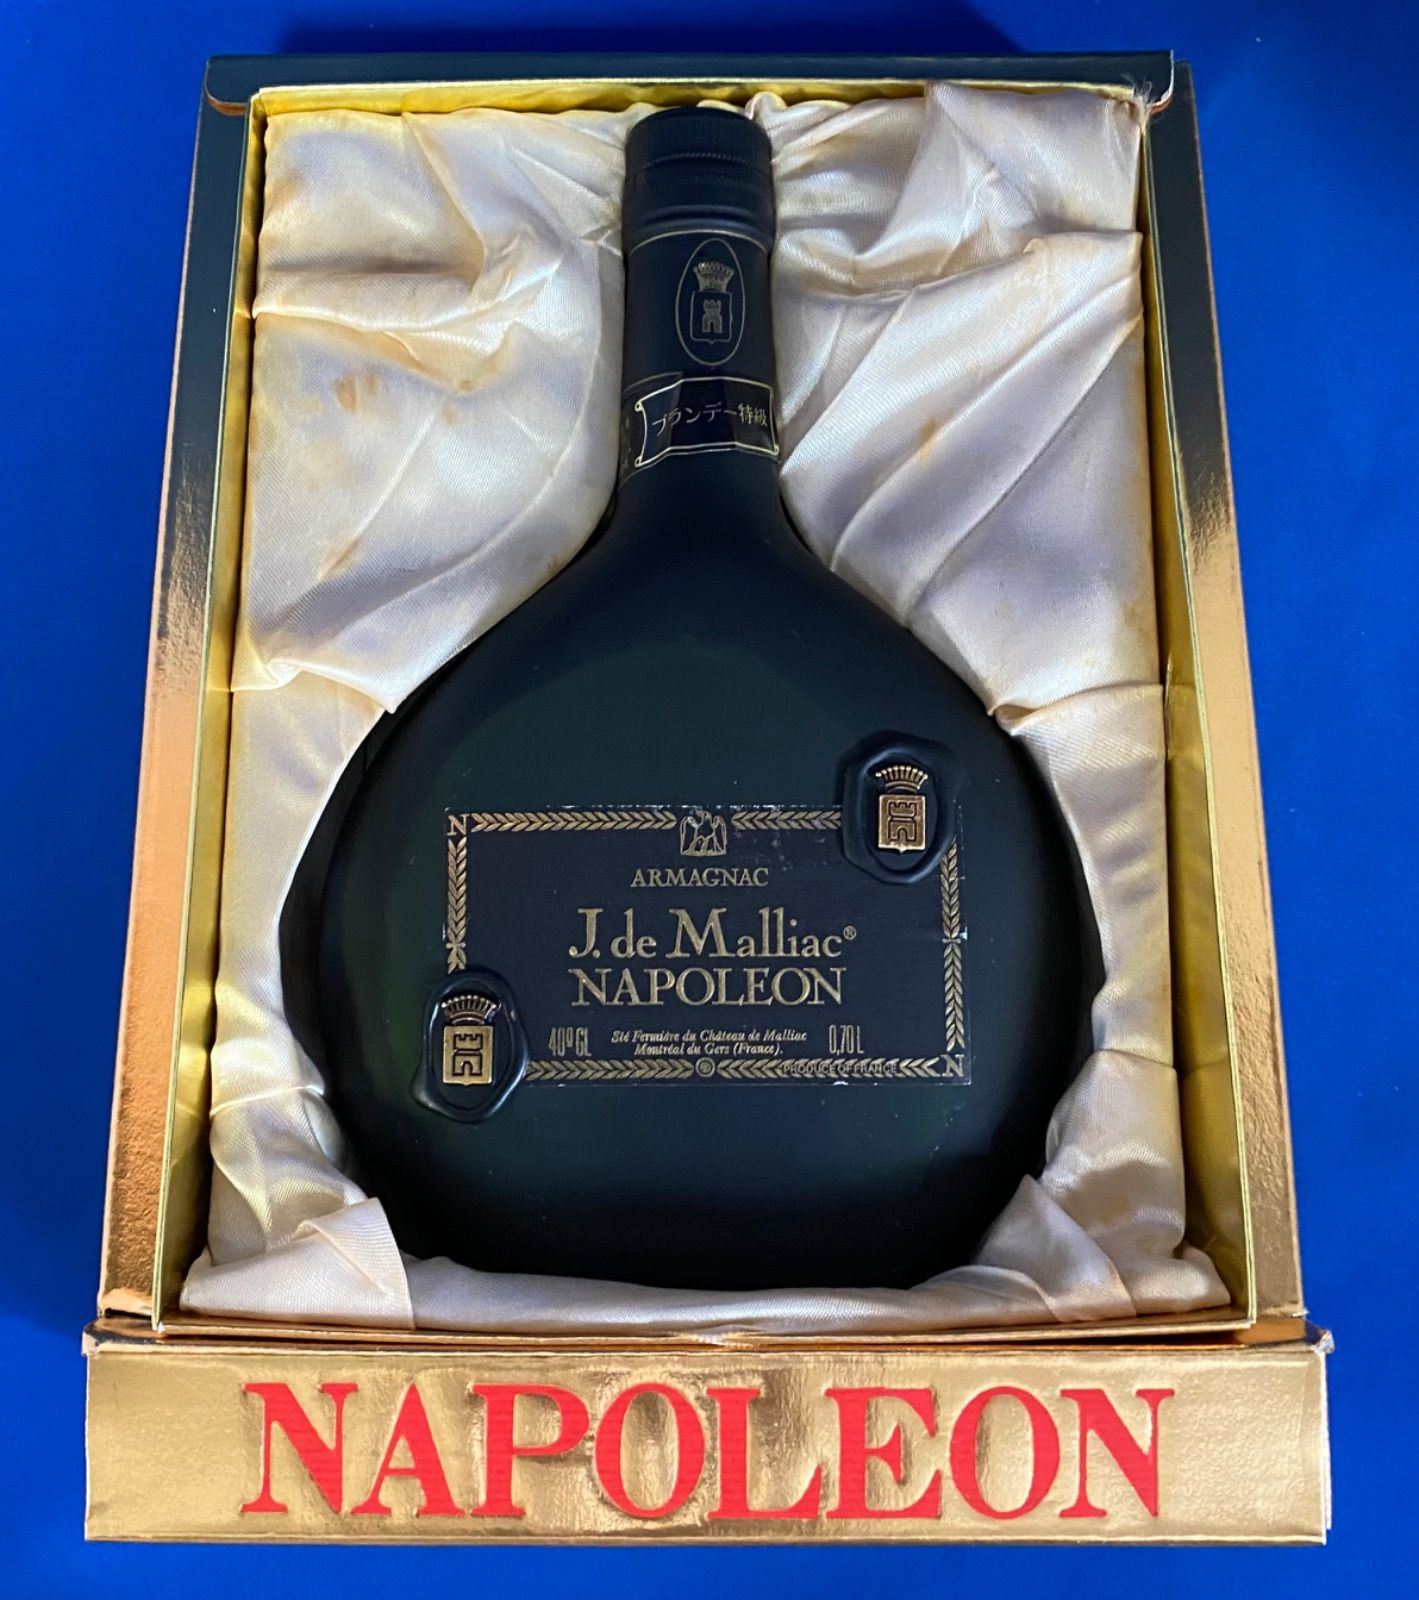 ブランデー特級
N
ARMAGNAC
J. de Malliac®
NAPOLEON
40º GL
Sté Fermière du Château de Malliac
Montréal du Gers (France).
0,70 L
PRODUCE OF FRANCE
N
NAPOLEON